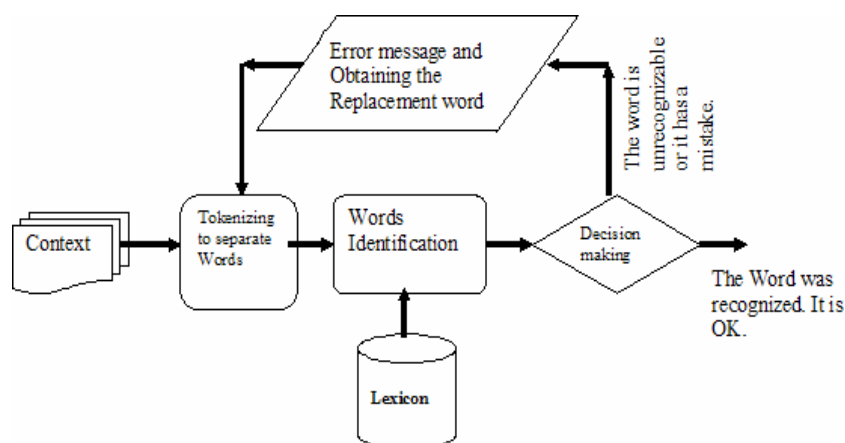 Error message and
Obtaining the
Replacement word
The word is
unrecognizable
or it has a
mistake.
Context
Tokenizing
to separate
Words
Words
Identification
Decision
making
The Word was
recognized. It is
OK.
Lexicon